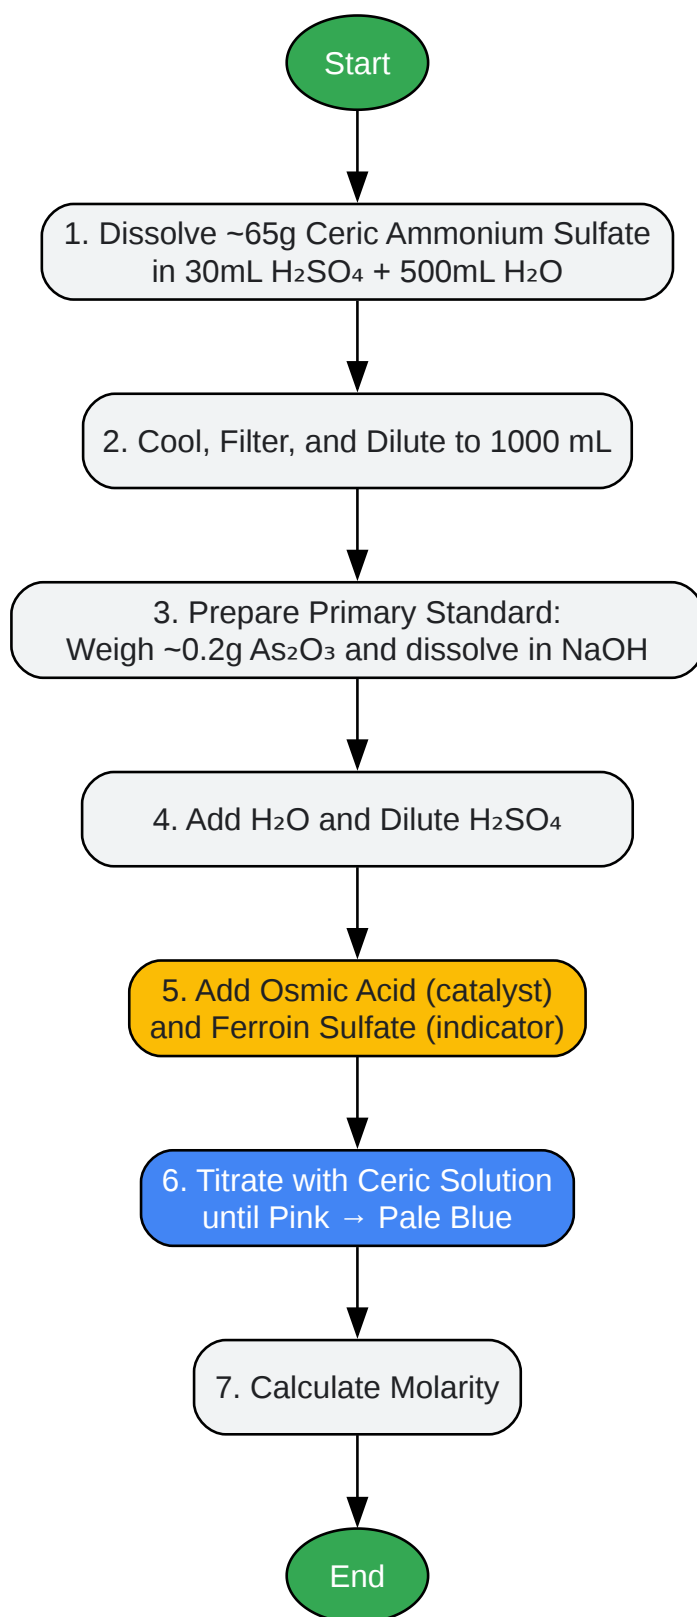 Start
1. Dissolve ~65g Ceric Ammonium Sulfate
in 30mL H₂SO₄ + 500mL H₂O
2. Cool, Filter, and Dilute to 1000 mL
3. Prepare Primary Standard:
Weigh ~0.2g As₂O₃ and dissolve in NaOH
4. Add H₂O and Dilute H₂SO₄
5. Add Osmic Acid (catalyst)
and Ferroin Sulfate (indicator)
6. Titrate with Ceric Solution
until Pink → Pale Blue
7. Calculate Molarity
End